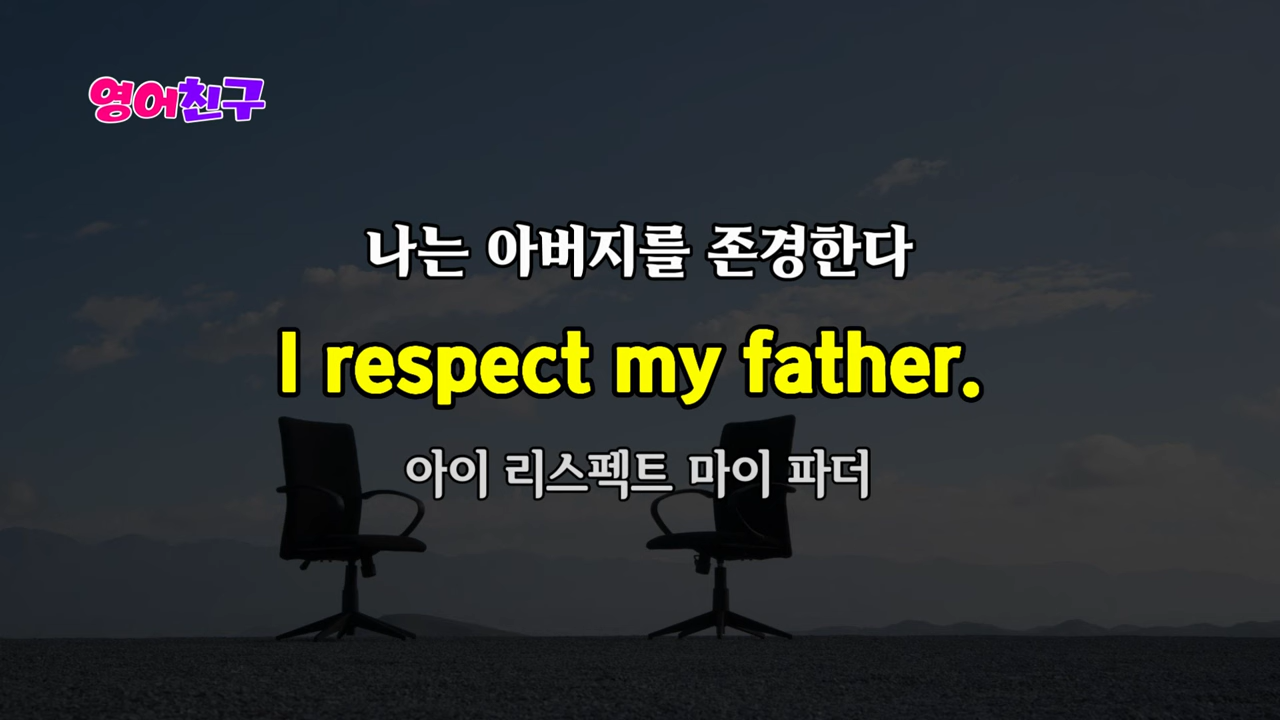 영어친구
나는 아버지를 존경한다
I respect my father.
아이 리스펙트 마이 파더